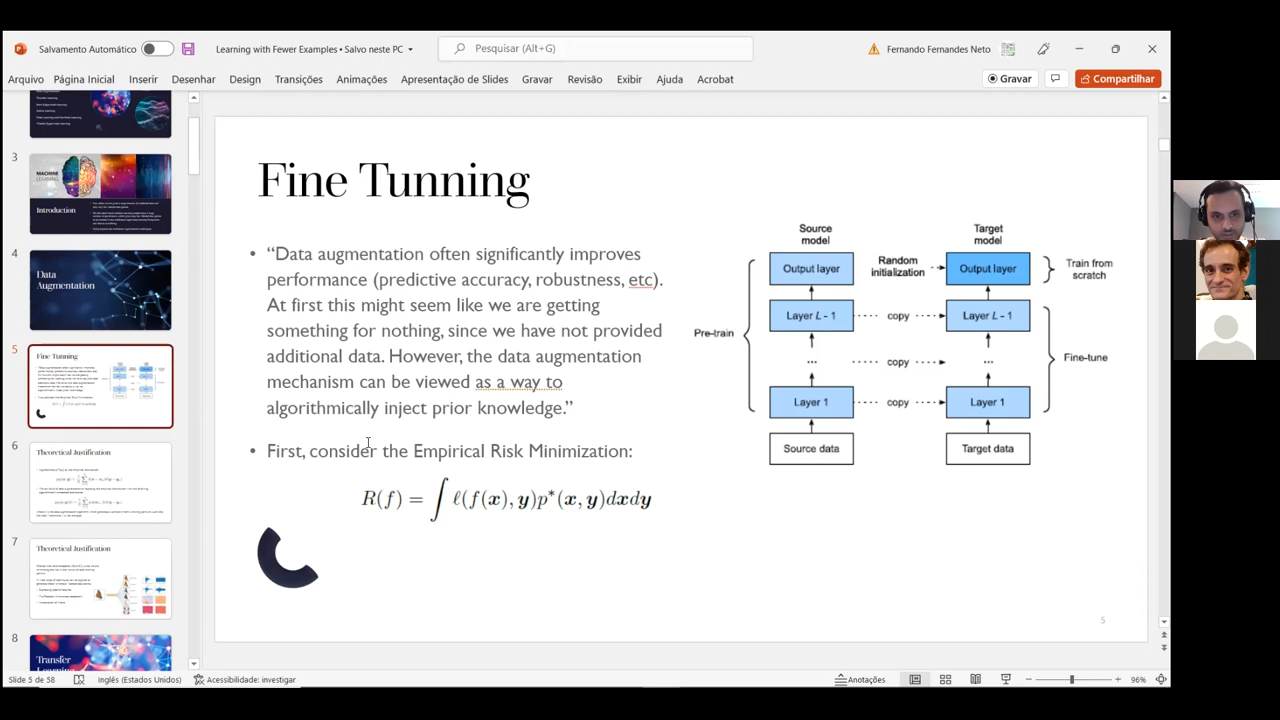 Salvamento Automático
Learning with Fewer Examples • Salvo neste PC
Pesquisar (Alt+G)
Fernando Fernandes Neto
Arquivo Página Inicial Inserir Desenhar Design Transições Animações Apresentação de Slides Gravar Revisão Exibir Ajuda Acrobat
Gravar
Compartilhar
3
MACHINE
LEARNING
Introduction
4
Data
Augmentation
5
Fine Tunning
6
Theoretical Justification
7
Theoretical Justification
8
Transfer
Learning
Fine Tunning
• “Data augmentation often significantly improves
performance (predictive accuracy, robustness, etc).
At first this might seem like we are getting
something for nothing, since we have not provided
additional data. However, the data augmentation
mechanism can be viewed as a way to
algorithmically inject prior knowledge.”
• First, consider the Empirical Risk Minimization:
R(f) = ∫ ℓ(f(x), y)p*(x, y)dxdy
Source
model
Target
model
Output layer
Random
initialization
Output layer
Train from
scratch
Layer L - 1
copy
Layer L - 1
Pre-train
...
copy
...
Fine-tune
Layer 1
copy
Layer 1
Source data
Target data
5
Slide 5 de 58
Inglês (Estados Unidos)
Acessibilidade: investigar
Anotações
96%